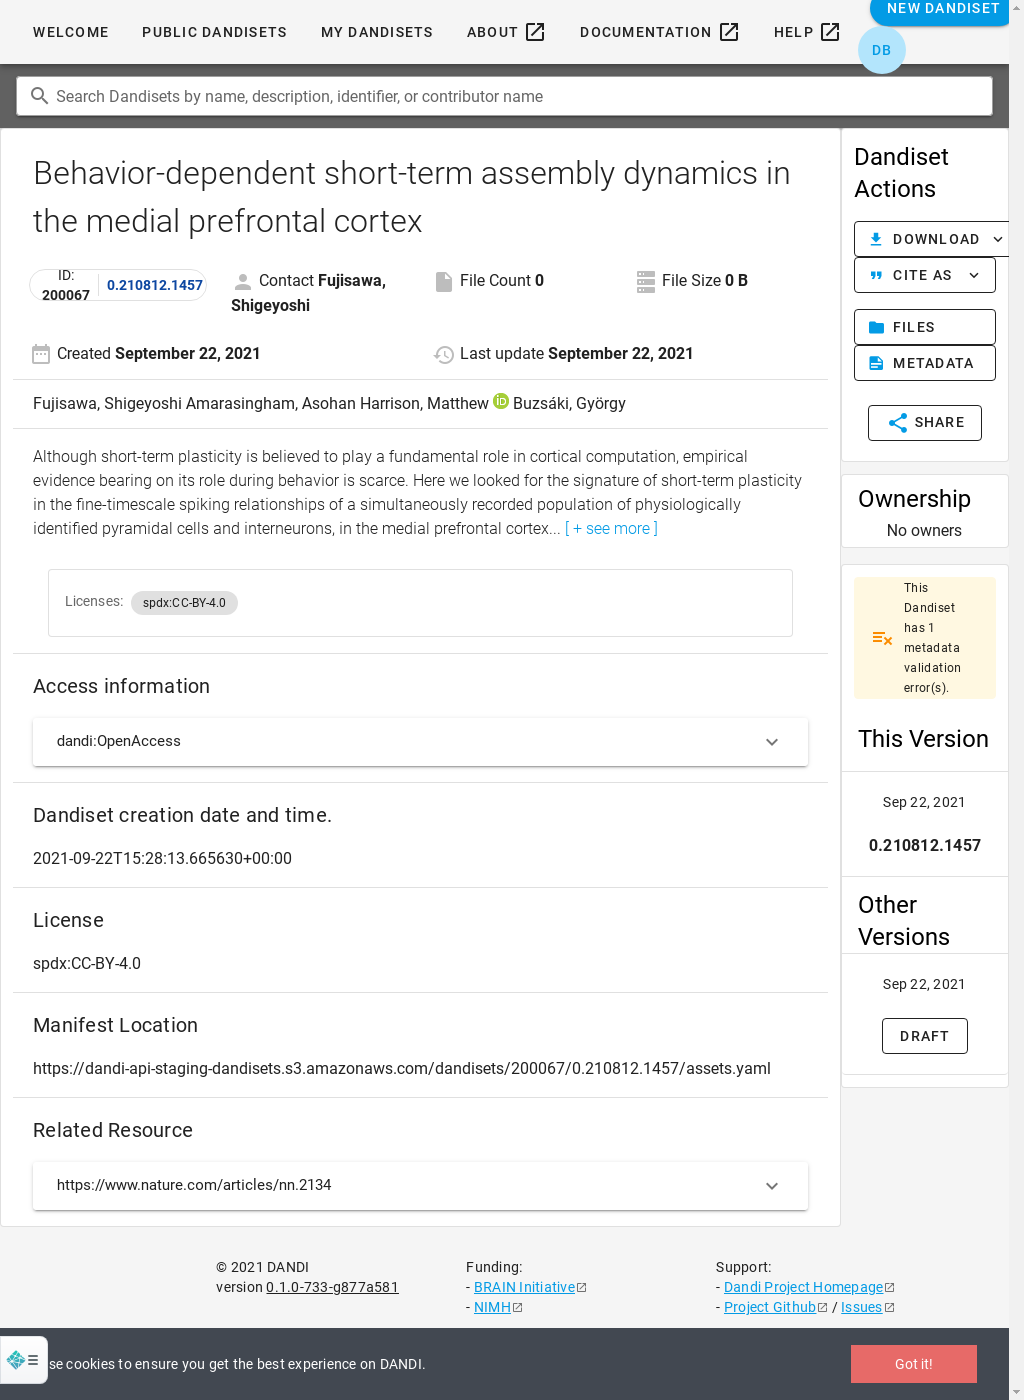 WELCOME PUBLIC DANDISETS MY DANDISETS ABOUT DOCUMENTATION HELP NEW DANDISET
DB
Search Dandisets by name, description, identifier, or contributor name
Behavior-dependent short-term assembly dynamics in
the medial prefrontal cortex
ID:
200067 0.210812.1457
Contact Fujisawa,
Shigeyoshi
File Count 0
File Size 0 B
Created September 22, 2021
Last update September 22, 2021
Fujisawa, Shigeyoshi Amarasingham, Asohan Harrison, Matthew iD Buzsáki, György
Although short-term plasticity is believed to play a fundamental role in cortical computation, empirical
evidence bearing on its role during behavior is scarce. Here we looked for the signature of short-term plasticity
in the fine-timescale spiking relationships of a simultaneously recorded population of physiologically
identified pyramidal cells and interneurons, in the medial prefrontal cortex... [ + see more ]
Licenses: spdx:CC-BY-4.0
Access information
dandi:OpenAccess
Dandiset creation date and time.
2021-09-22T15:28:13.665630+00:00
License
spdx:CC-BY-4.0
Manifest Location
https://dandi-api-staging-dandisets.s3.amazonaws.com/dandisets/200067/0.210812.1457/assets.yaml
Related Resource
https://www.nature.com/articles/nn.2134
Dandiset
Actions
DOWNLOAD
CITE AS
FILES
METADATA
SHARE
Ownership
No owners
This
Dandiset
has 1
metadata
validation
error(s).
This Version
Sep 22, 2021
0.210812.1457
Other
Versions
Sep 22, 2021
DRAFT
© 2021 DANDI
version 0.1.0-733-g877a581
Funding:
- BRAIN Initiative
- NIMH
Support:
- Dandi Project Homepage
- Project Github / Issues
se cookies to ensure you get the best experience on DANDI.
Got it!